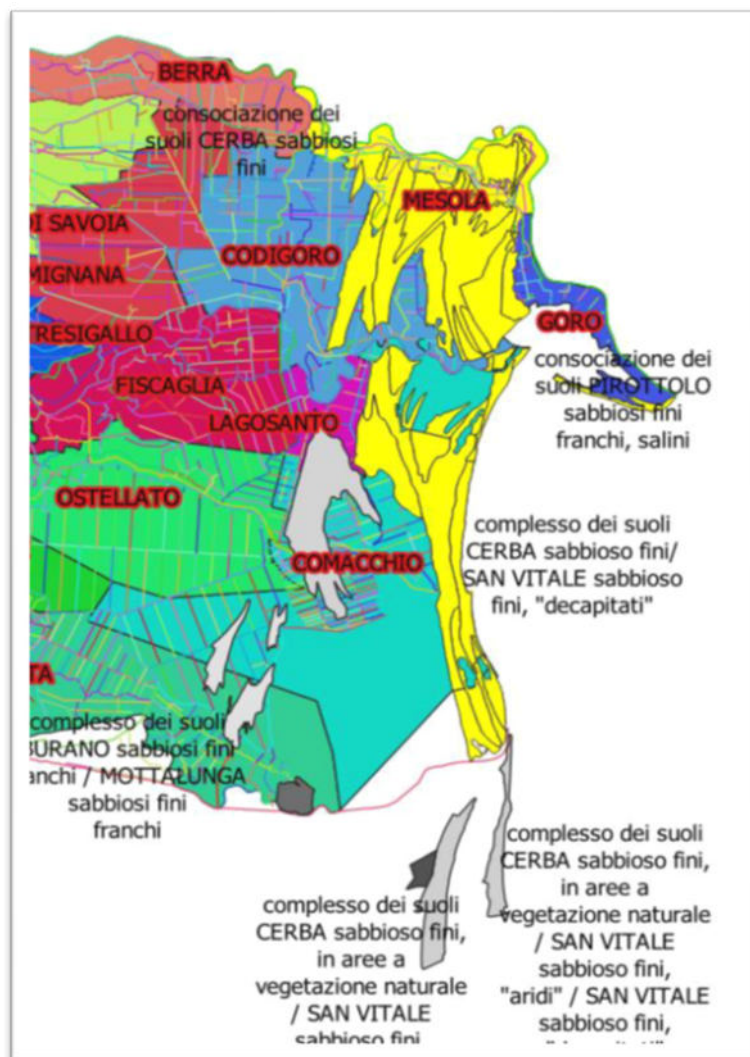 BERRA
consociazione dei
suoli CERBA sabbiosi
fini
MESOLA
DI SAVOIA
CODIGORO
MIGNANA
GORO
TRESIGALLO
consociazione dei
suoli PIROTTOLO
sabbiosi fini
franchi, salini
FISCAGLIA
LAGOSANTO
OSTELLATO
complesso dei suoli
CERBA sabbioso fini/
SAN VITALE sabbioso
fini, "decapitati"
COMACCHIO
TA
complesso dei suoli
BURANO sabbiosi fini
anchi / MOTTALUNGA
sabbiosi fini
franchi
complesso dei suoli
CERBA sabbioso fini,
in aree a
vegetazione naturale
/ SAN VITALE
sabbioso fini,
"aridi" / SAN VITALE
sabbioso fini,
complesso dei suoli
CERBA sabbioso fini,
in aree a
vegetazione naturale
/ SAN VITALE
sabbioso fini